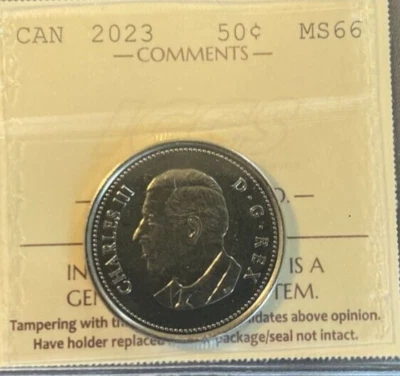 CAN 2023 50¢ MS66
COMMENTS
CHARLES III D·G·REX
IN IS A
GEN TEM.
Tampering with th dates above opinion.
Have holder replaced package/seal not intact.